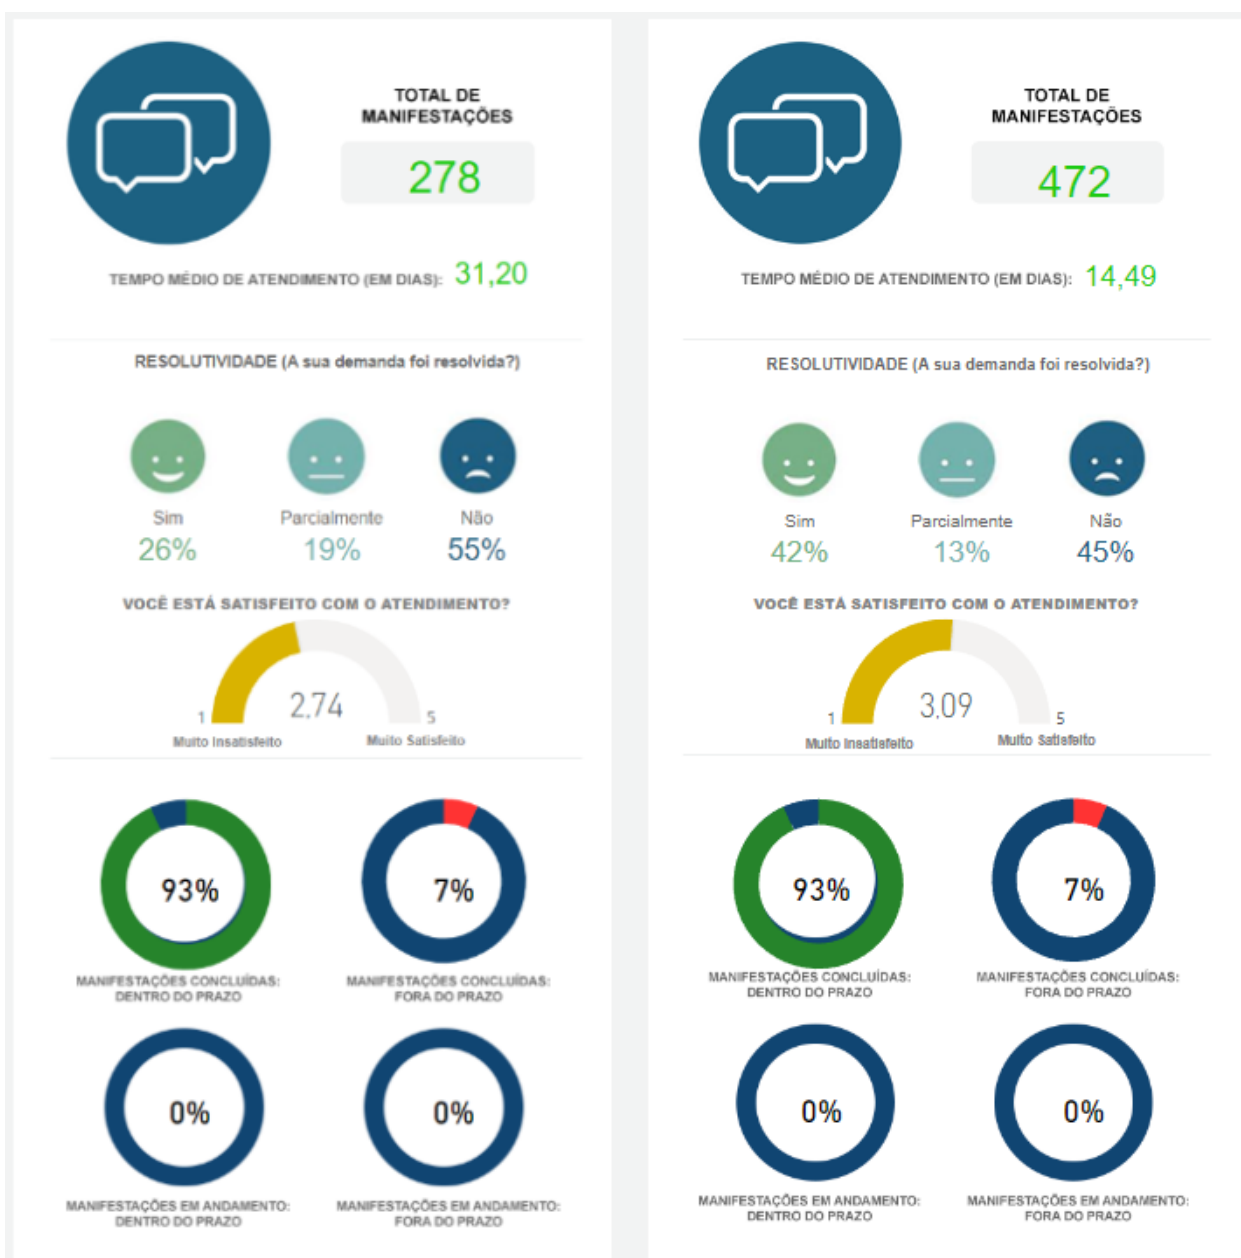 TOTAL DE
MANIFESTAÇÕES
278
TEMPO MÉDIO DE ATENDIMENTO (EM DIAS): 31,20
RESOLUTIVIDADE (A sua demanda foi resolvida?)
Sim
Parcialmente
Não
26%
19%
55%
VOCÊ ESTÁ SATISFEITO COM O ATENDIMENTO?
2,74
1
5
Muito Insatisfeito
Muito Satisfeito
93%
7%
MANIFESTAÇÕES CONCLUÍDAS:
DENTRO DO PRAZO
MANIFESTAÇÕES CONCLUÍDAS:
FORA DO PRAZO
0%
0%
MANIFESTAÇÕES EM ANDAMENTO:
DENTRO DO PRAZO
MANIFESTAÇÕES EM ANDAMENTO:
FORA DO PRAZO
TOTAL DE
MANIFESTAÇÕES
472
TEMPO MÉDIO DE ATENDIMENTO (EM DIAS): 14,49
RESOLUTIVIDADE (A sua demanda foi resolvida?)
Sim
Parcialmente
Não
42%
13%
45%
VOCÊ ESTÁ SATISFEITO COM O ATENDIMENTO?
3,09
1
5
Muito Insatisfeito
Muito Satisfeito
93%
7%
MANIFESTAÇÕES CONCLUÍDAS:
DENTRO DO PRAZO
MANIFESTAÇÕES CONCLUÍDAS:
FORA DO PRAZO
0%
0%
MANIFESTAÇÕES EM ANDAMENTO:
DENTRO DO PRAZO
MANIFESTAÇÕES EM ANDAMENTO:
FORA DO PRAZO